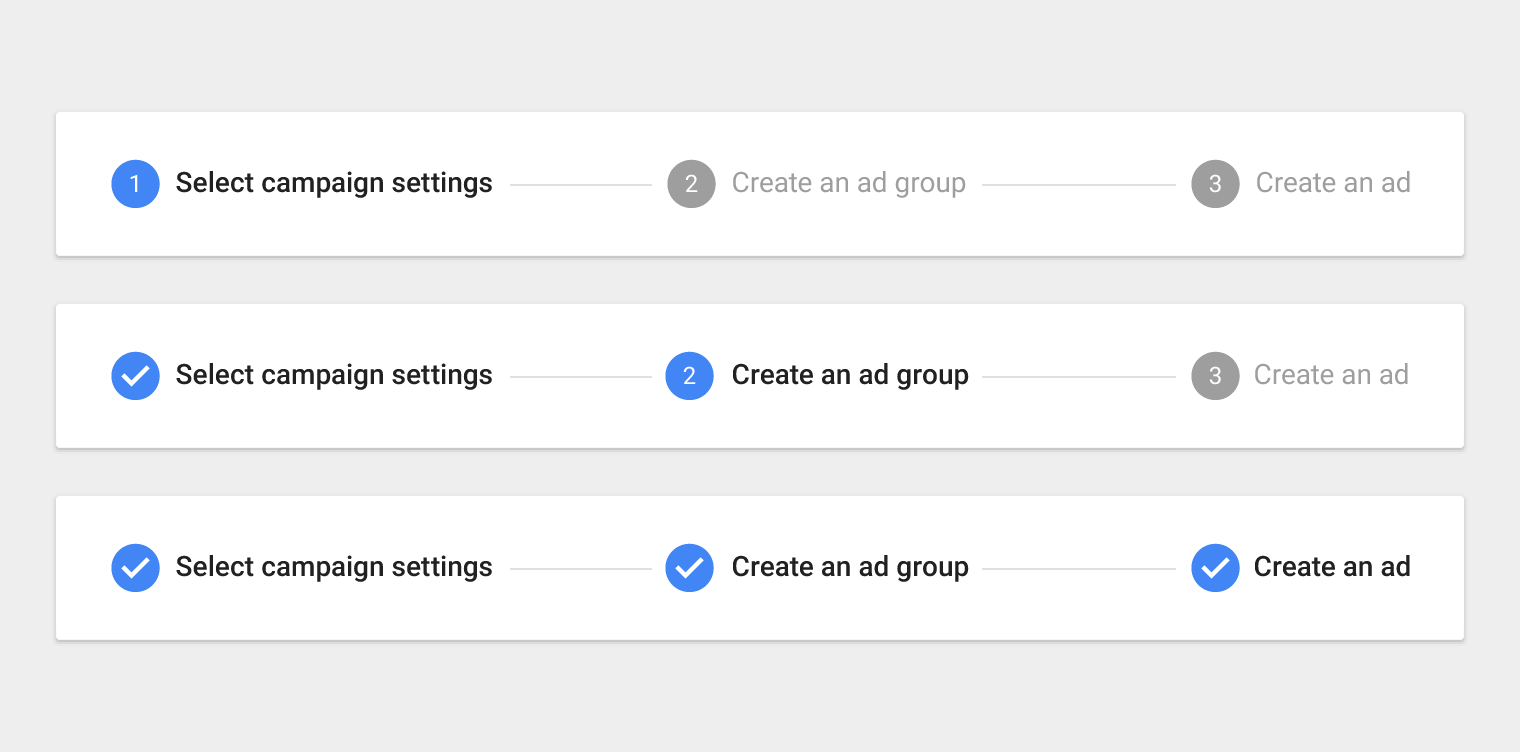 1 Select campaign settings 2 Create an ad group 3 Create an ad
Select campaign settings 2 Create an ad group 3 Create an ad
Select campaign settings Create an ad group Create an ad